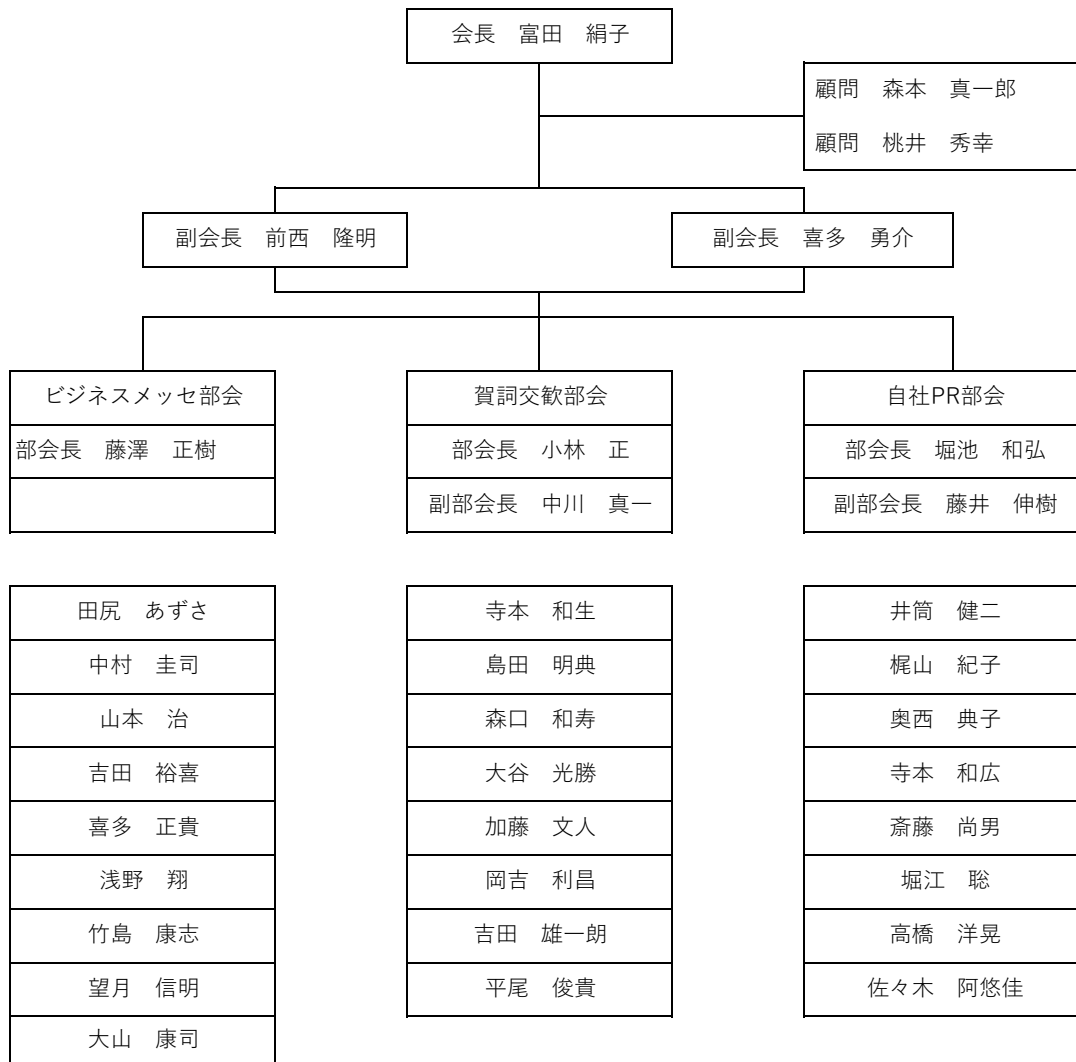 会長　富田　絹子
顧問　森本　真一郎
顧問　桃井　秀幸
副会長　前西　隆明
副会長　喜多　勇介
ビジネスメッセ部会
部会長　藤澤　正樹
賀詞交歓部会
部会長　小林　正
副部会長　中川　真一
自社PR部会
部会長　堀池　和弘
副部会長　藤井　伸樹
田尻　あずさ
中村　圭司
山本　治
吉田　裕喜
喜多　正貴
浅野　翔
竹島　康志
望月　信明
大山　康司
寺本　和生
島田　明典
森口　和寿
大谷　光勝
加藤　文人
岡吉　利昌
吉田　雄一朗
平尾　俊貴
井筒　健二
梶山　紀子
奥西　典子
寺本　和広
斎藤　尚男
堀江　聡
高橋　洋晃
佐々木　阿悠佳